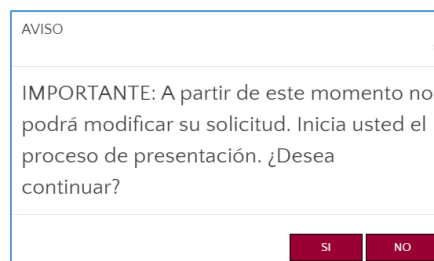 AVISO
IMPORTANTE: A partir de este momento no
podrá modificar su solicitud. Inicia usted el
proceso de presentación. ¿Desea
continuar?
SI NO